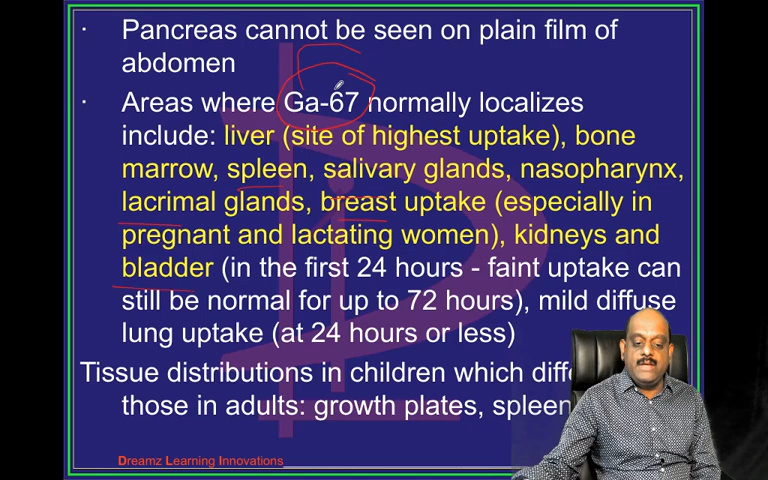 · Pancreas cannot be seen on plain film of
abdomen
· Areas where Ga-67 normally localizes
include: liver (site of highest uptake), bone
marrow, spleen, salivary glands, nasopharynx,
lacrimal glands, breast uptake (especially in
pregnant and lactating women), kidneys and
bladder (in the first 24 hours - faint uptake can
still be normal for up to 72 hours), mild diffuse
lung uptake (at 24 hours or less)
Tissue distributions in children which
those in adults: growth plates, spleen
Dreamz Learning Innovations